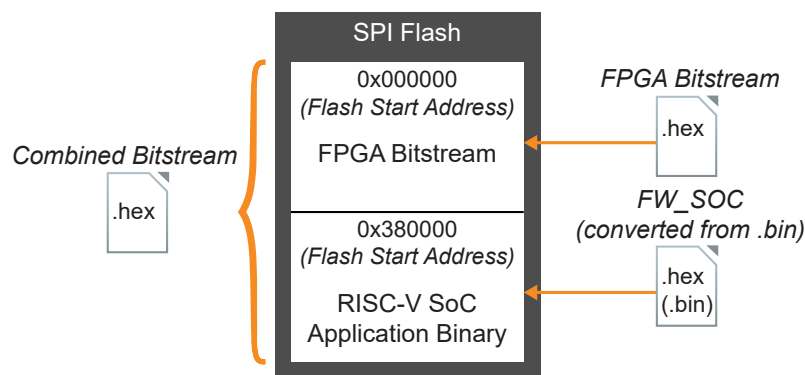 SPI Flash
0x000000
(Flash Start Address)
FPGA Bitstream
0x380000
(Flash Start Address)
RISC-V SoC
Application Binary
Combined Bitstream
.hex
FPGA Bitstream
.hex
FW_SOC
(converted from .bin)
.hex
(.bin)